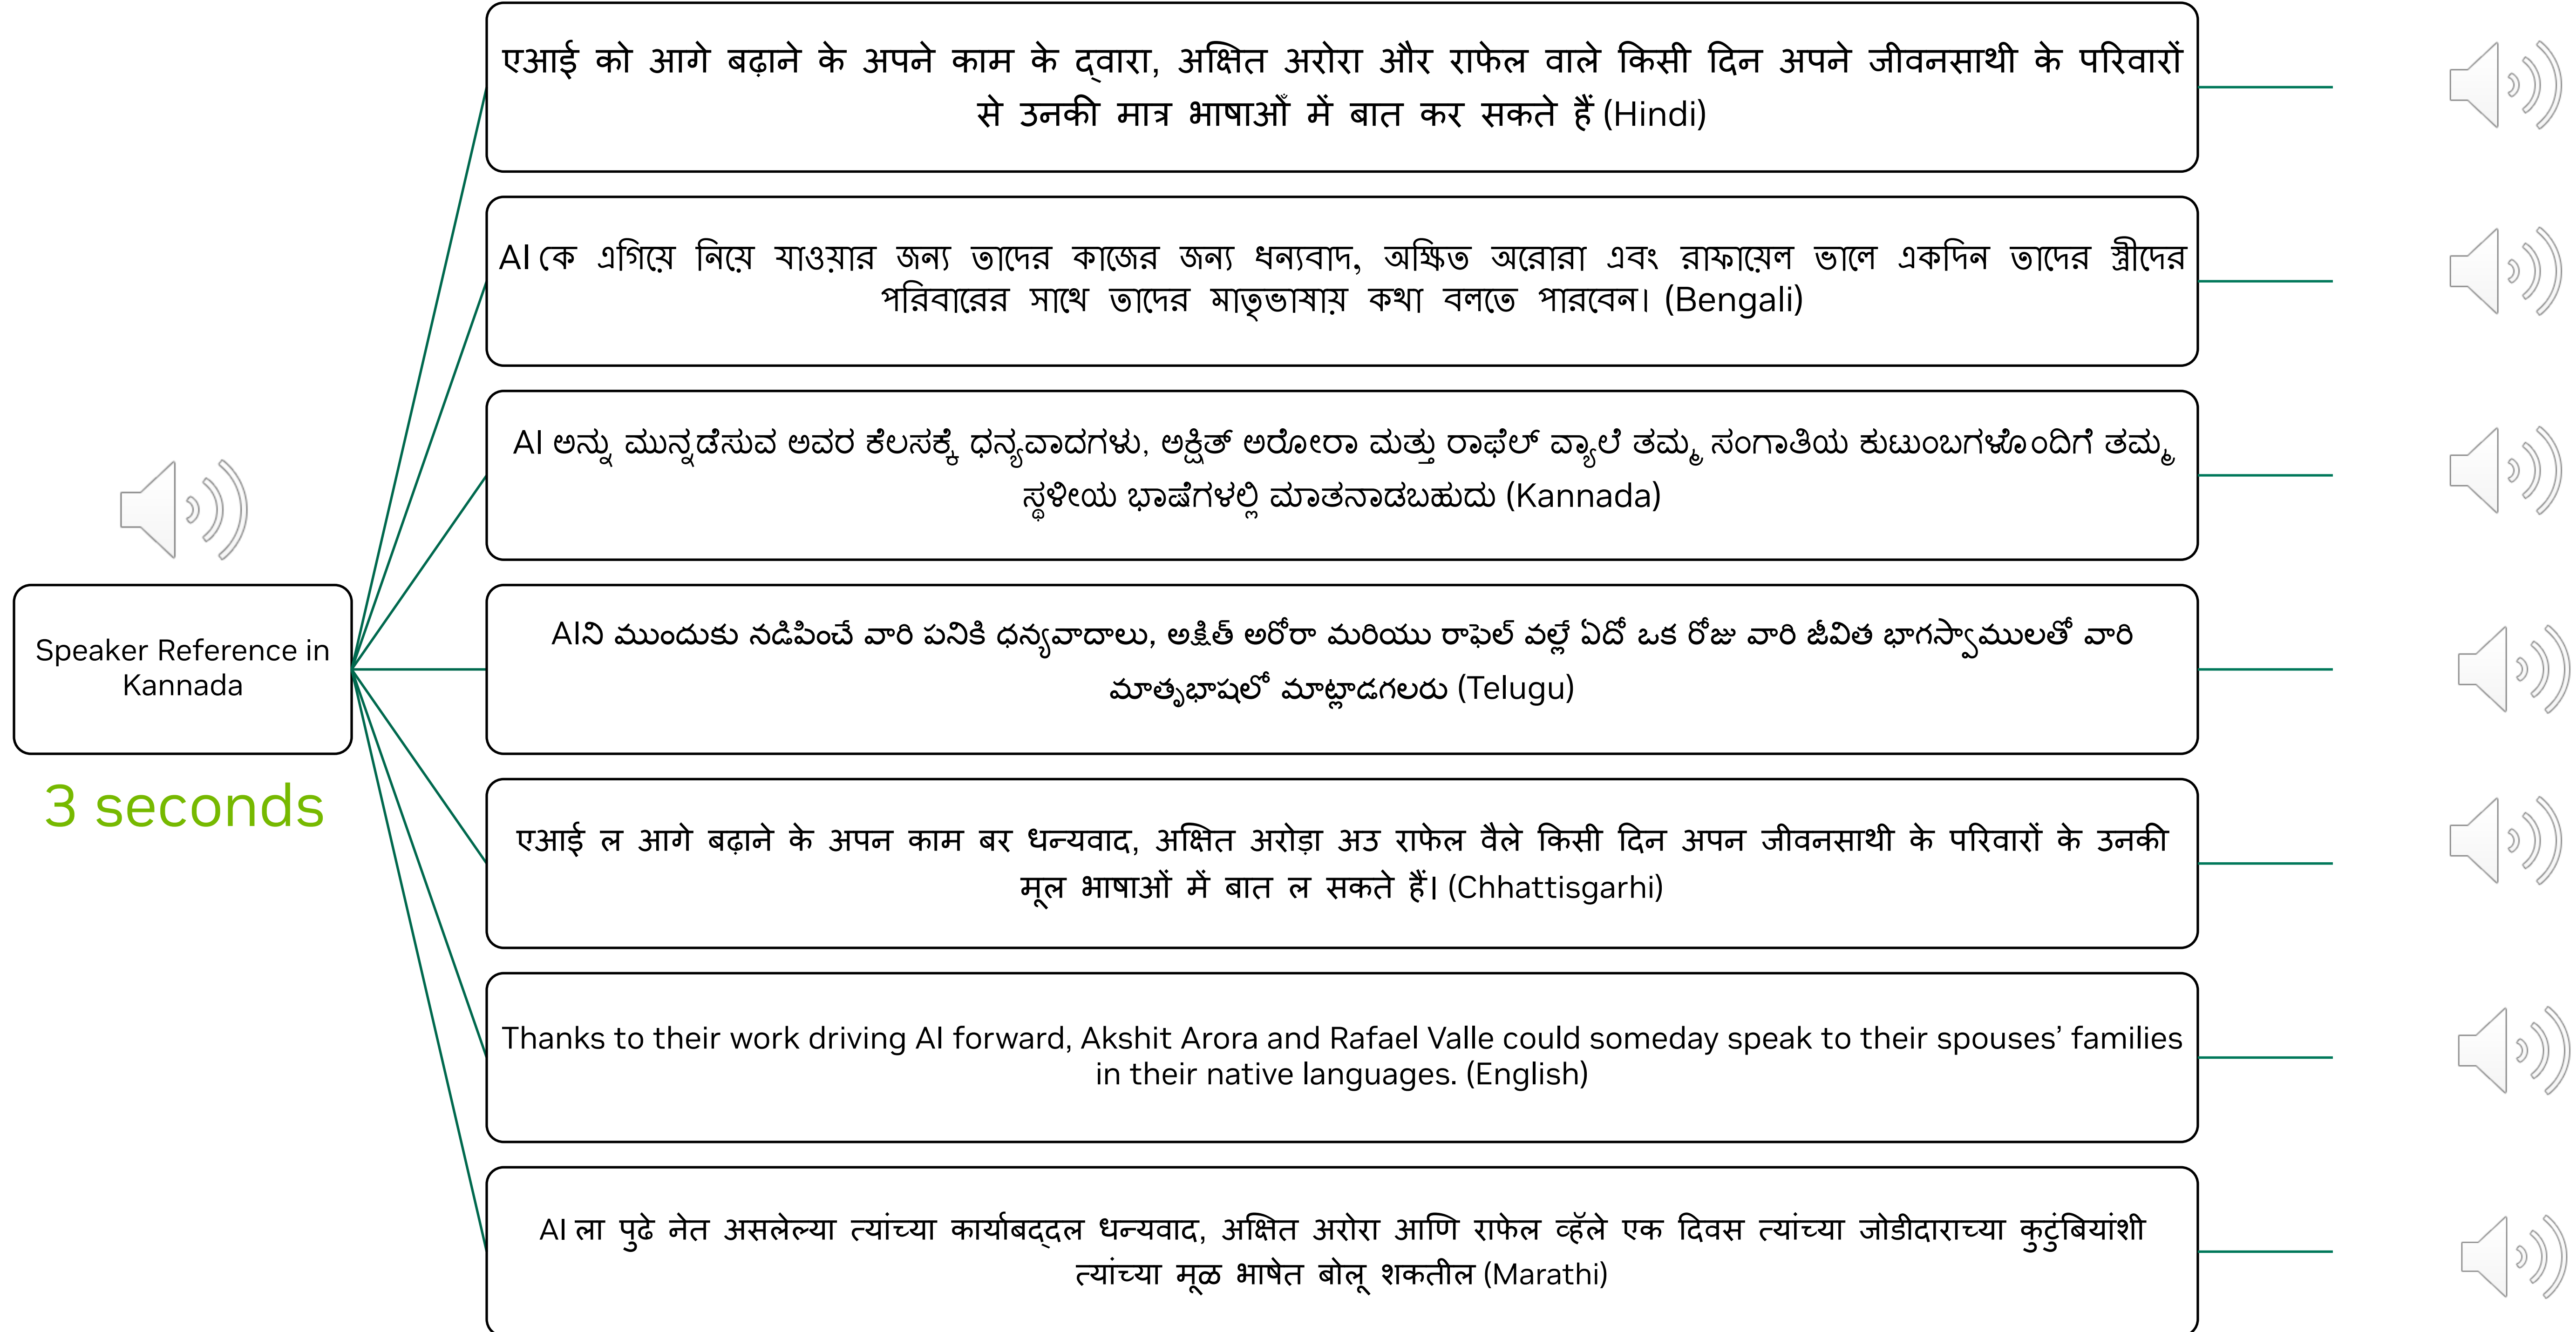 एआई को आगे बढ़ाने के अपने काम के द्वारा, अक्षित अरोरा और राफेल वाले किसी दिन अपने जीवनसाथी के परिवारों
से उनकी मात्र भाषाओँ में बात कर सकते हैं (Hindi)
AI কে এগিয়ে নিয়ে যাওয়ার জন্য তাদের কাজের জন্য ধন্যবাদ, অক্ষিত অরোরা এবং রাফায়েল ভালে একদিন তাদের স্ত্রীদের
পরিবারের সাথে তাদের মাতৃভাষায় কথা বলতে পারবেন। (Bengali)
AI ಅನ್ನು ಮುನ್ನಡೆಸುವ ಅವರ ಕೆಲಸಕ್ಕೆ ಧನ್ಯವಾದಗಳು, ಅಕ್ಷಿತ್ ಅರೋರಾ ಮತ್ತು ರಾಫೆಲ್ ವ್ಯಾಲೆ ತಮ್ಮ ಸಂಗಾತಿಯ ಕುಟುಂಬಗಳೊಂದಿಗೆ ತಮ್ಮ
ಸ್ಥಳೀಯ ಭಾಷೆಗಳಲ್ಲಿ ಮಾತನಾಡಬಹುದು (Kannada)
Speaker Reference in
Kannada
3 seconds
AIని ముందుకు నడిపించే వారి పనికి ధన్యవాదాలు, అక్షిత్ అరోరా మరియు రాఫెల్ వల్లే ఏదో ఒక రోజు వారి జీవిత భాగస్వాములతో వారి
మాతృభాషలో మాట్లాడగలరు (Telugu)
एआई ल आगे बढ़ाने के अपन काम बर धन्यवाद, अक्षित अरोड़ा अउ राफेल वैले किसी दिन अपन जीवनसाथी के परिवारों के उनकी
मूल भाषाओं में बात ल सकते हैं। (Chhattisgarhi)
Thanks to their work driving AI forward, Akshit Arora and Rafael Valle could someday speak to their spouses’ families
in their native languages. (English)
AI ला पुढे नेत असलेल्या त्यांच्या कार्याबद्दल धन्यवाद, अक्षित अरोरा आणि राफेल व्हॅले एक दिवस त्यांच्या जोडीदाराच्या कुटुंबियांशी
त्यांच्या मूळ भाषेत बोलू शकतील (Marathi)